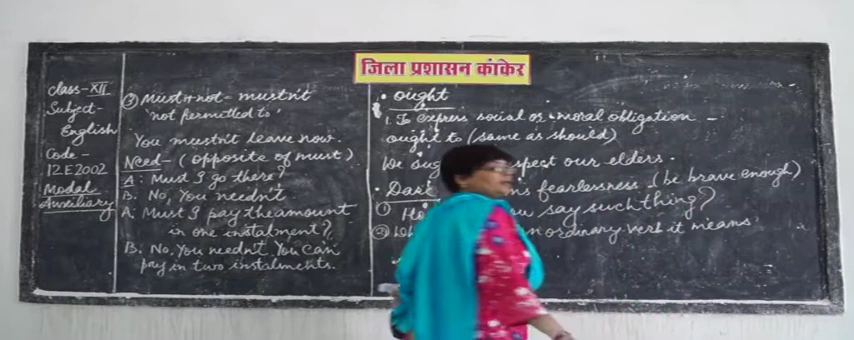 जिला प्रशासन कांकेर
Class-XII
Subject-
English
Code-
12E2002
Modal
Auxiliary
③ Must+not - mustn't
'not permitted to'
You mustn't leave now.
Need - (opposite of must)
A: Must I go there?
B. No, You needn't
A: Must I pay the amount
in one instalment?
B: No, You needn't. You can
pay in two instalments.
• ought
1. To express social or moral obligation -
ought to (same as should)
We spect our elders.
• Dare ns fearlessness. (be brave enough)
① Ho u say such thing?
② Wh n ordinary verb it means